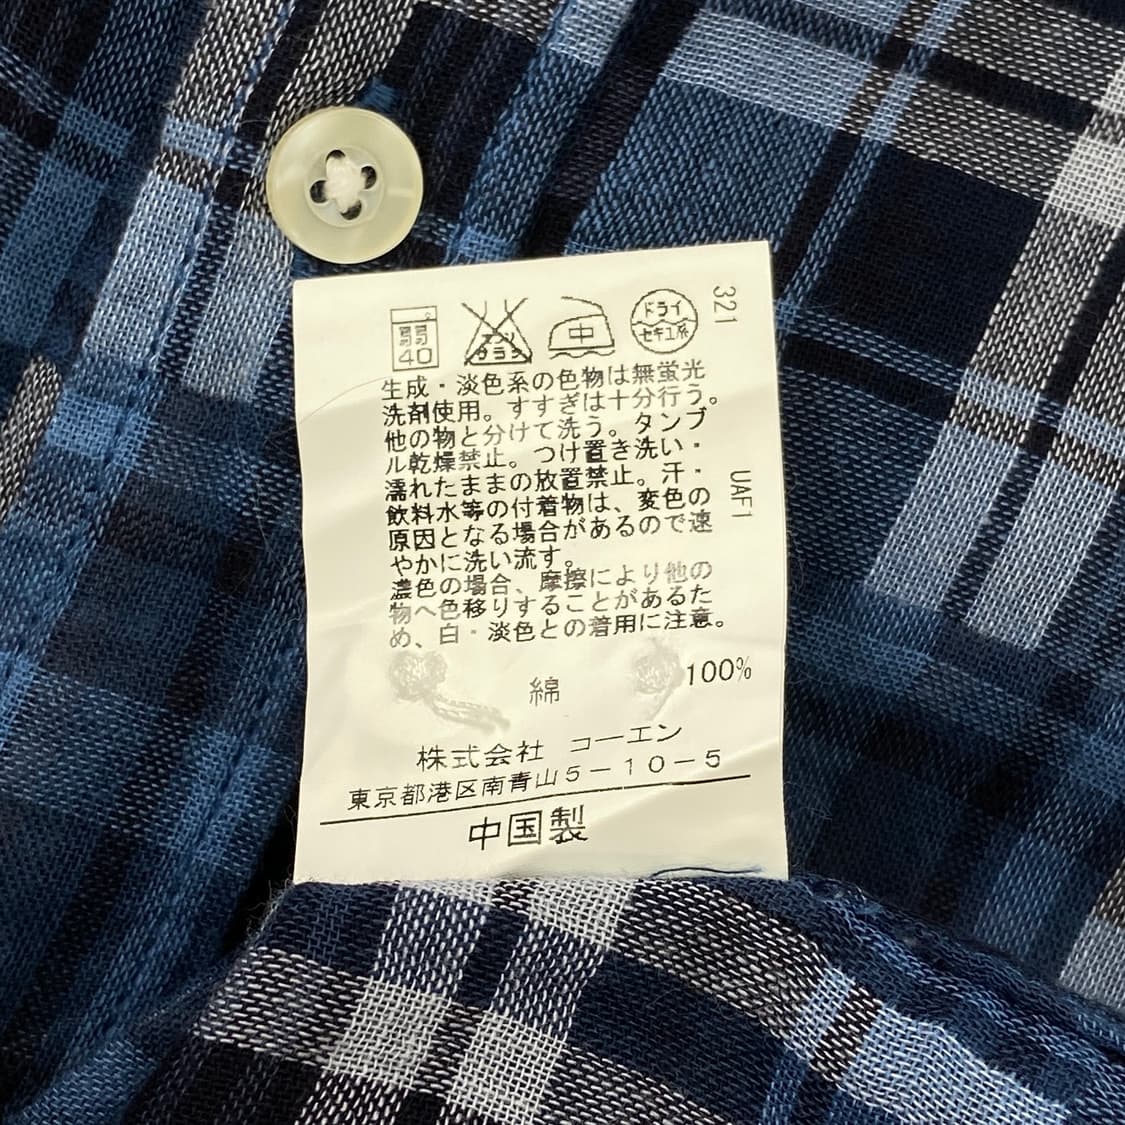 弱
40
エンソ
サラシ
中
ドライ
セキユ系
321
生成・淡色系の色物は無蛍光
洗剤使用。すすぎは十分行う。
他の物と分けて洗う。タンブ
ル乾燥禁止。つけ置き洗い・
濡れたままの放置禁止。汗・
飲料水等の付着物は、変色の
原因となる場合があるので速
やかに洗い流す。
濃色の場合、摩擦により他の
物へ色移りすることがあるた
め、白・淡色との着用に注意。
UAF1
綿 100%
株式会社 コーエン
東京都港区南青山5-10-5
中国製